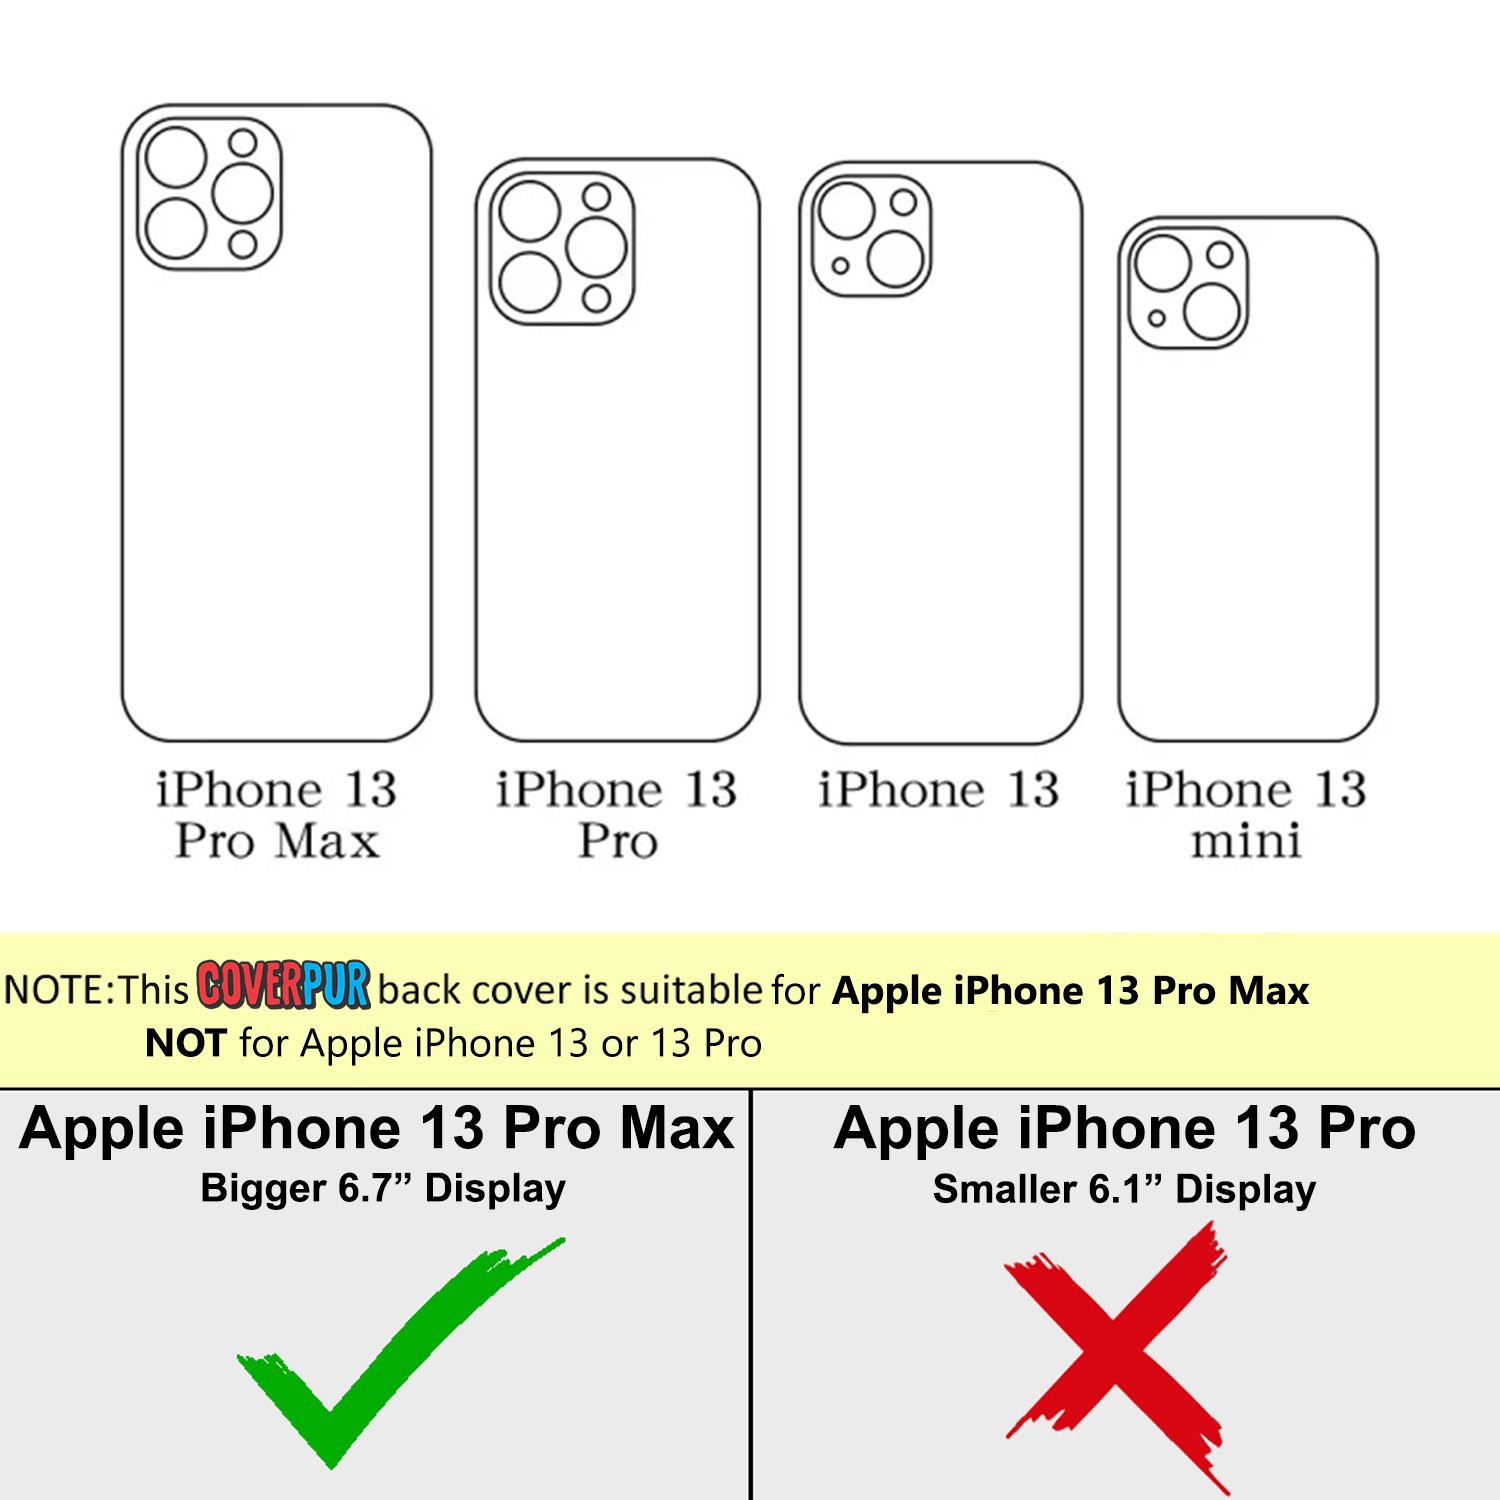 iPhone 13
Pro Max
iPhone 13
Pro
iPhone 13
iPhone 13
mini
NOTE:This COVERPUR back cover is suitable for Apple iPhone 13 Pro Max
NOT for Apple iPhone 13 or 13 Pro
Apple iPhone 13 Pro Max
Bigger 6.7” Display
Apple iPhone 13 Pro
Smaller 6.1” Display